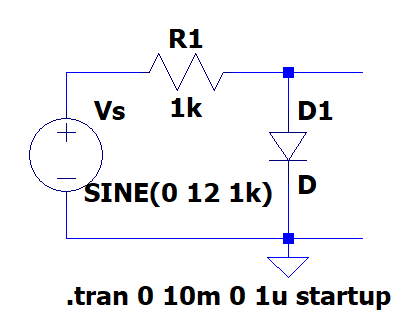 R1
Vs
1k
D1
SINE(0 12 1k)
D
.tran 0 10m 0 1u startup